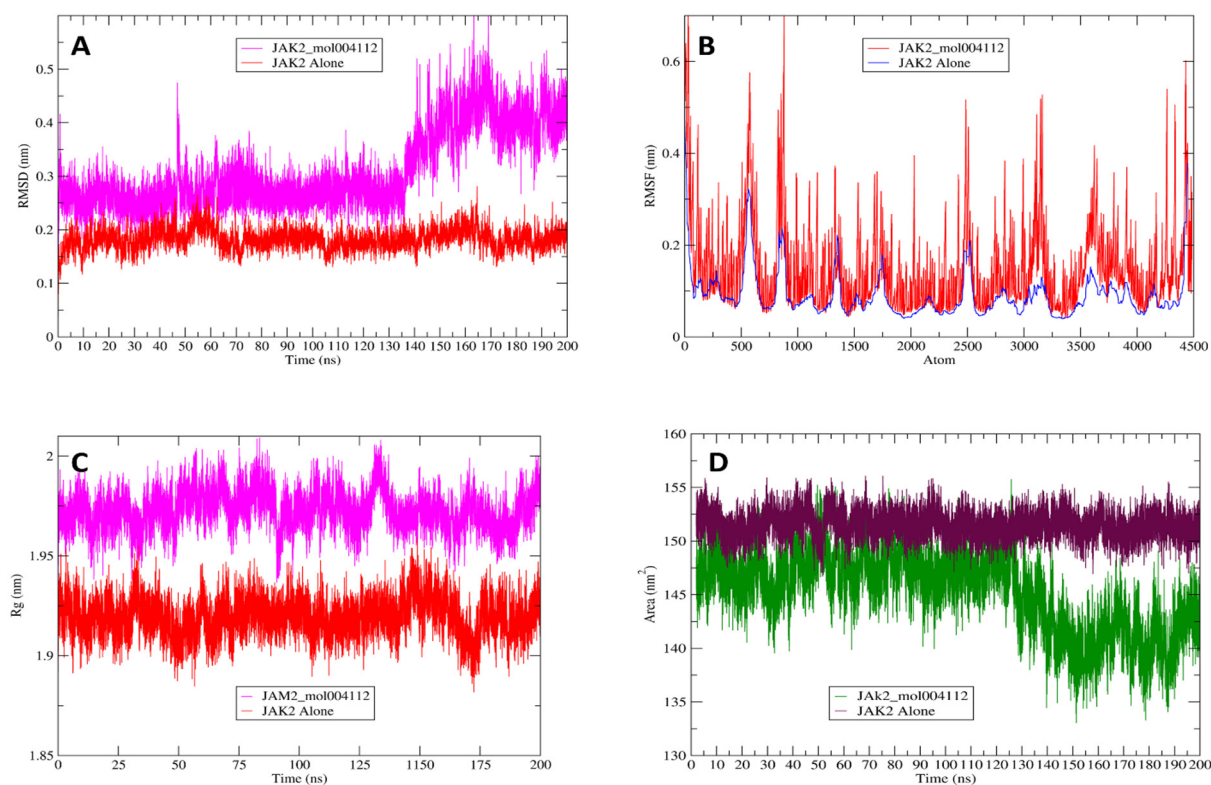 A
JAK2_mol004112
JAK2 Alone
RMSD (nm)
0.5
0.4
0.3
0.2
0.1
0
0 10 20 30 40 50 60 70 80 90 100 110 120 130 140 150 160 170 180 190 200
Time (ns)
B
JAK2_mol004112
JAK2 Alone
RMSF (nm)
0.6
0.4
0.2
0
0 500 1000 1500 2000 2500 3000 3500 4000 4500
Atom
C
Rg (nm)
2
1.95
1.9
1.85
JAM2_mol004112
JAK2 Alone
0 25 50 75 100 125 1150 175 200
Time (ns)
D
Area (nm²)
160
155
150
145
140
135
130
JAk2_mol004112
JAK2 Alone
0 10 20 30 40 50 60 70 80 90 100 110 120 130 140 150 160 170 180 190 200
Time (ns)